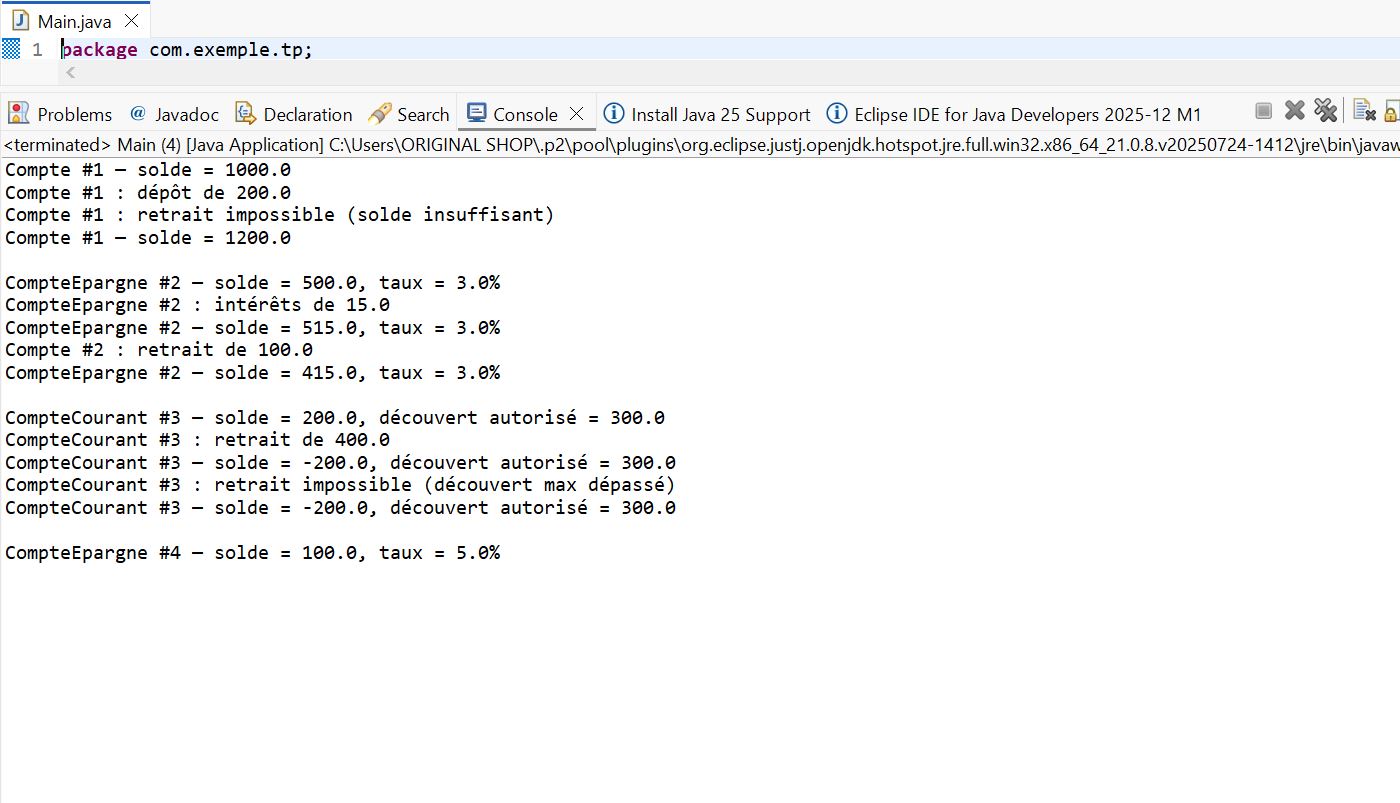 Main.java
1 package com.exemple.tp;
Problems Javadoc Declaration Search Console Install Java 25 Support Eclipse IDE for Java Developers 2025-12 M1
<terminated> Main (4) [Java Application] C:\Users\ORIGINAL SHOP\.p2\pool\plugins\org.eclipse.justj.openjdk.hotspot.jre.full.win32.x86_64_21.0.8.v20250724-1412\jre\bin\javaw
Compte #1 — solde = 1000.0
Compte #1 : dépôt de 200.0
Compte #1 : retrait impossible (solde insuffisant)
Compte #1 — solde = 1200.0
CompteEpargne #2 — solde = 500.0, taux = 3.0%
CompteEpargne #2 : intérêts de 15.0
CompteEpargne #2 — solde = 515.0, taux = 3.0%
Compte #2 : retrait de 100.0
CompteEpargne #2 — solde = 415.0, taux = 3.0%
CompteCourant #3 — solde = 200.0, découvert autorisé = 300.0
CompteCourant #3 : retrait de 400.0
CompteCourant #3 — solde = -200.0, découvert autorisé = 300.0
CompteCourant #3 : retrait impossible (découvert max dépassé)
CompteCourant #3 — solde = -200.0, découvert autorisé = 300.0
CompteEpargne #4 — solde = 100.0, taux = 5.0%